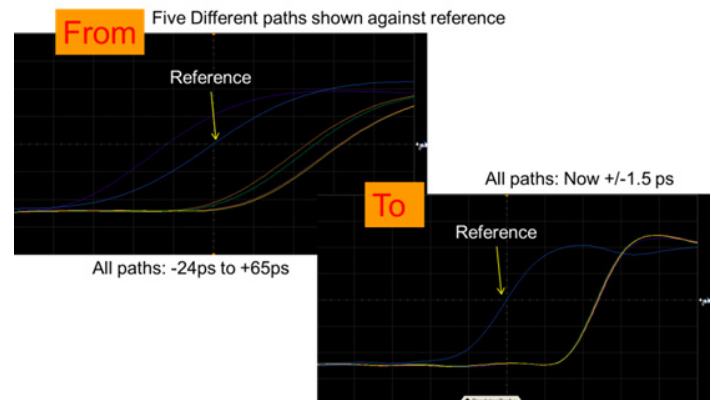 Five Different paths shown against reference
From
Reference
All paths: Now +/-1.5 ps
To
Reference
All paths: -24ps to +65ps